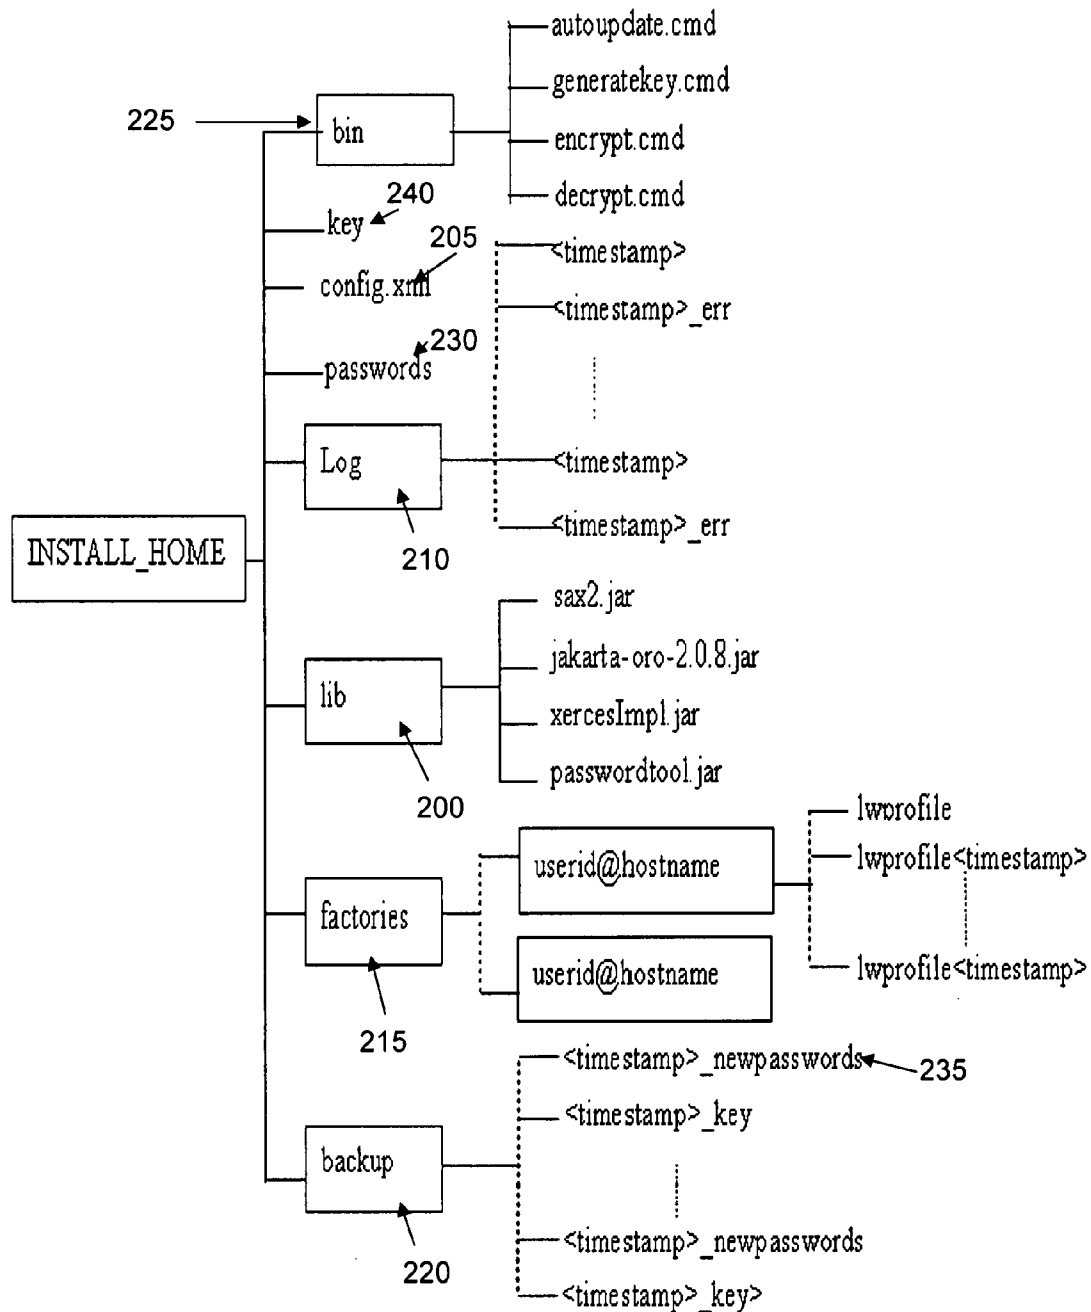 autoupdate.cmd
generatekey.cmd
225
bin
encrypt.cmd
decrypt.cmd
240
key
205
<timestamp>
config.xml
<timestamp>_err
230
passwords
Log
<timestamp>
<timestamp>_err
210
INSTALL_HOME
sax2.jar
jakarta-oro-2.0.8.jar
lib
xercesImpl.jar
passwordtool.jar
200
lwprofile
userid@hostname
lwprofile<timestamp>
factories
userid@hostname
lwprofile<timestamp>
215
<timestamp>_newpasswords
235
<timestamp>_key
backup
<timestamp>_newpasswords
220
<timestamp>_key>